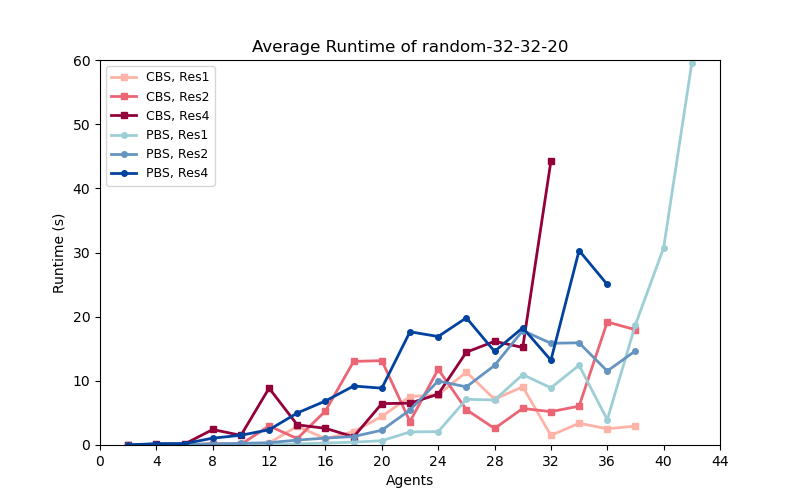 Average Runtime of random-32-32-20
CBS, Res1
CBS, Res2
CBS, Res4
PBS, Res1
PBS, Res2
PBS, Res4
Runtime (s)
60
50
40
30
20
10
0
0 4 8 12 16 20 24 28 32 36 40 44
Agents